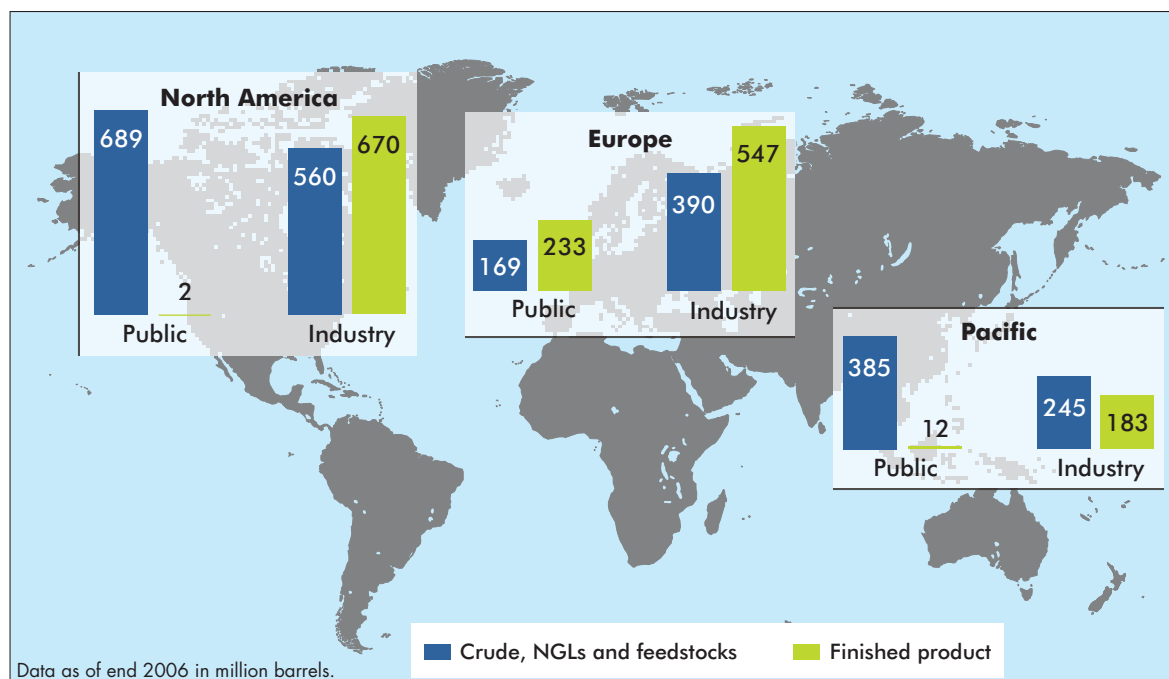 North America
689
2
560
670
Public
Industry
Europe
169
233
390
547
Public
Industry
Pacific
385
12
245
183
Public
Industry
Crude, NGLs and feedstocks
Finished product
Data as of end 2006 in million barrels.